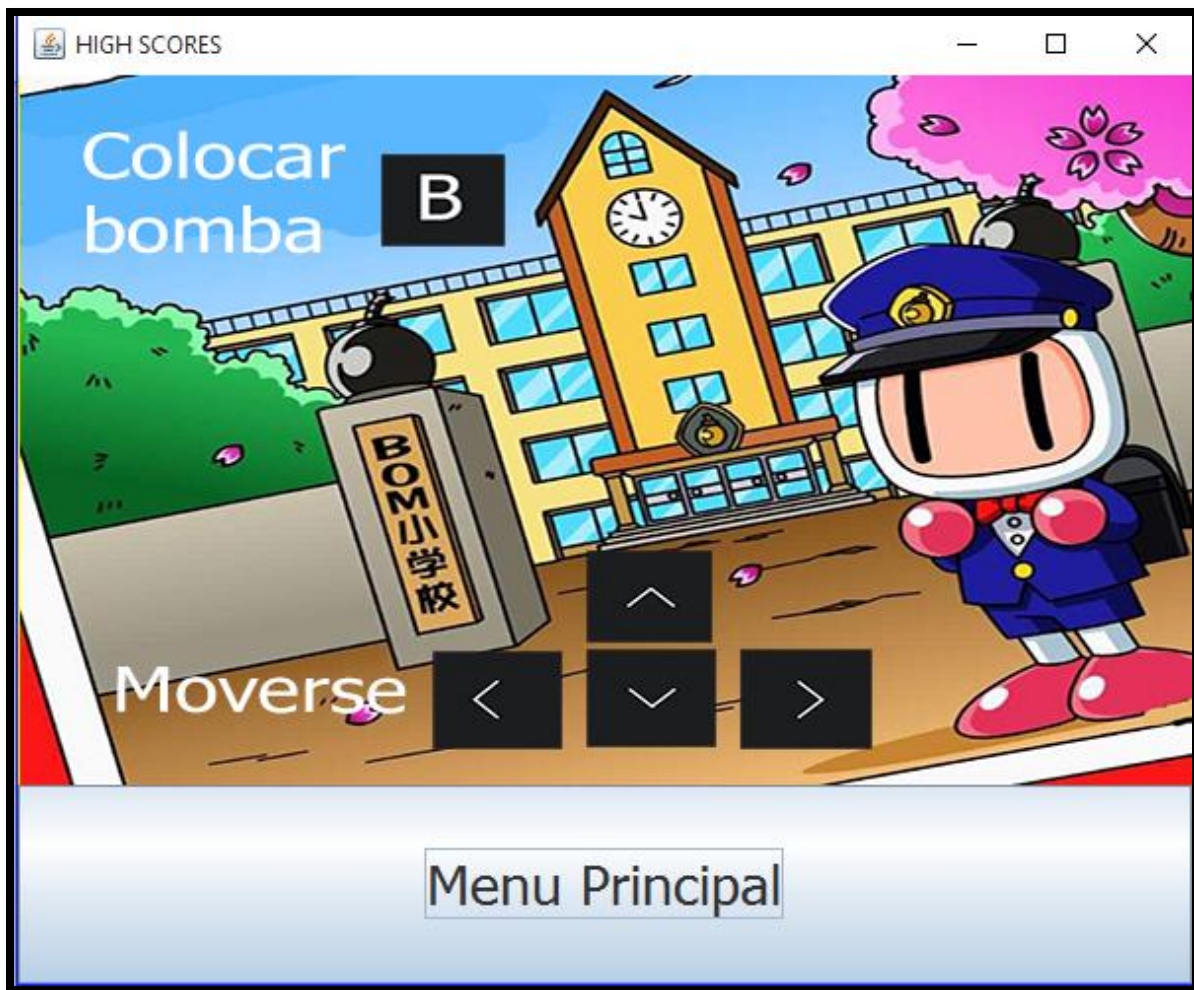 HIGH SCORES
Colocar
bomba
B
BOM小学校
Moverse
Menu Principal